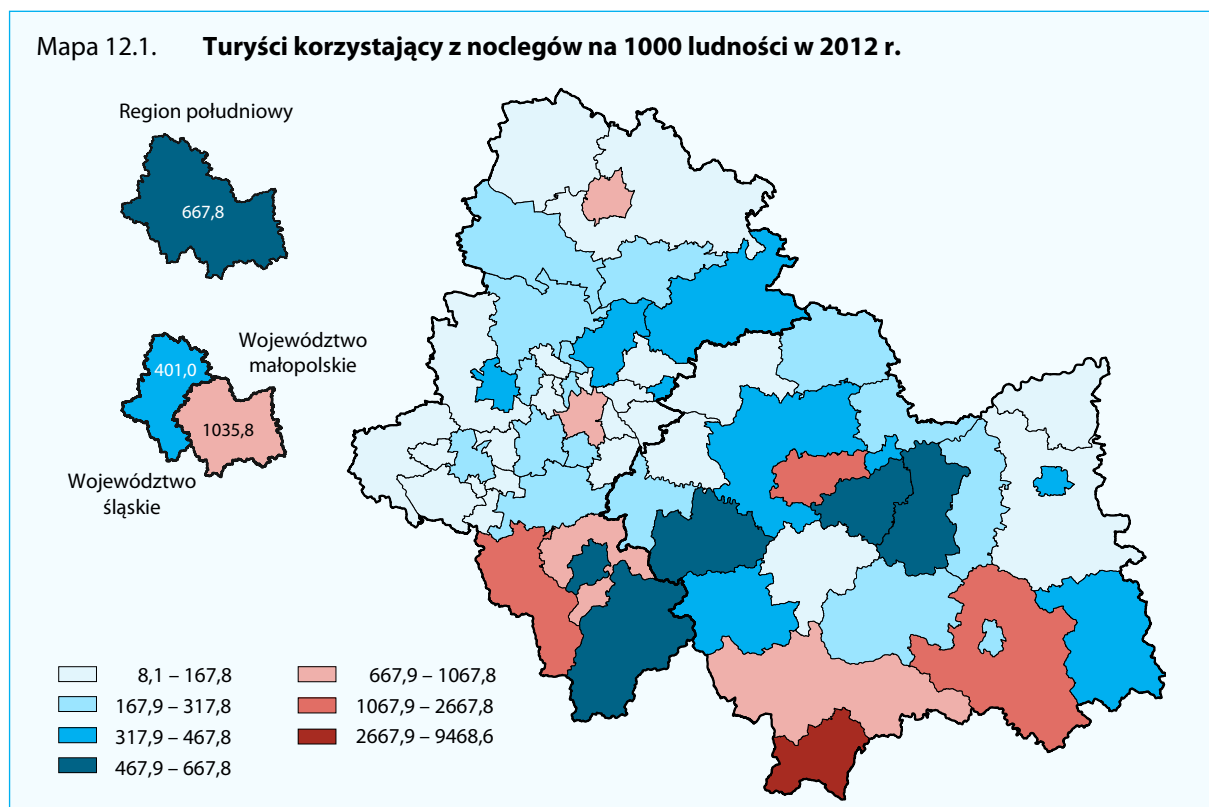 Mapa 12.1. Turyści korzystający z noclegów na 1000 ludności w 2012 r.
Region południowy
667,8
Województwo
małopolskie
401,0
1035,8
Województwo
śląskie
8,1 – 167,8
167,9 – 317,8
317,9 – 467,8
467,9 – 667,8
667,9 – 1067,8
1067,9 – 2667,8
2667,9 – 9468,6